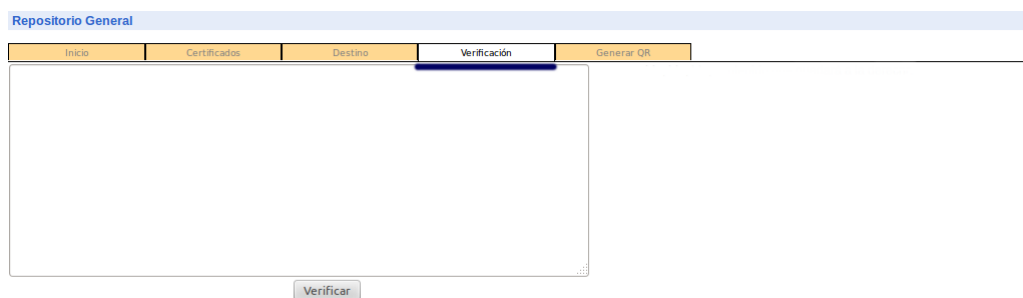 Repositorio General
Inicio Certificados Destino Verificación Generar QR
Verificar